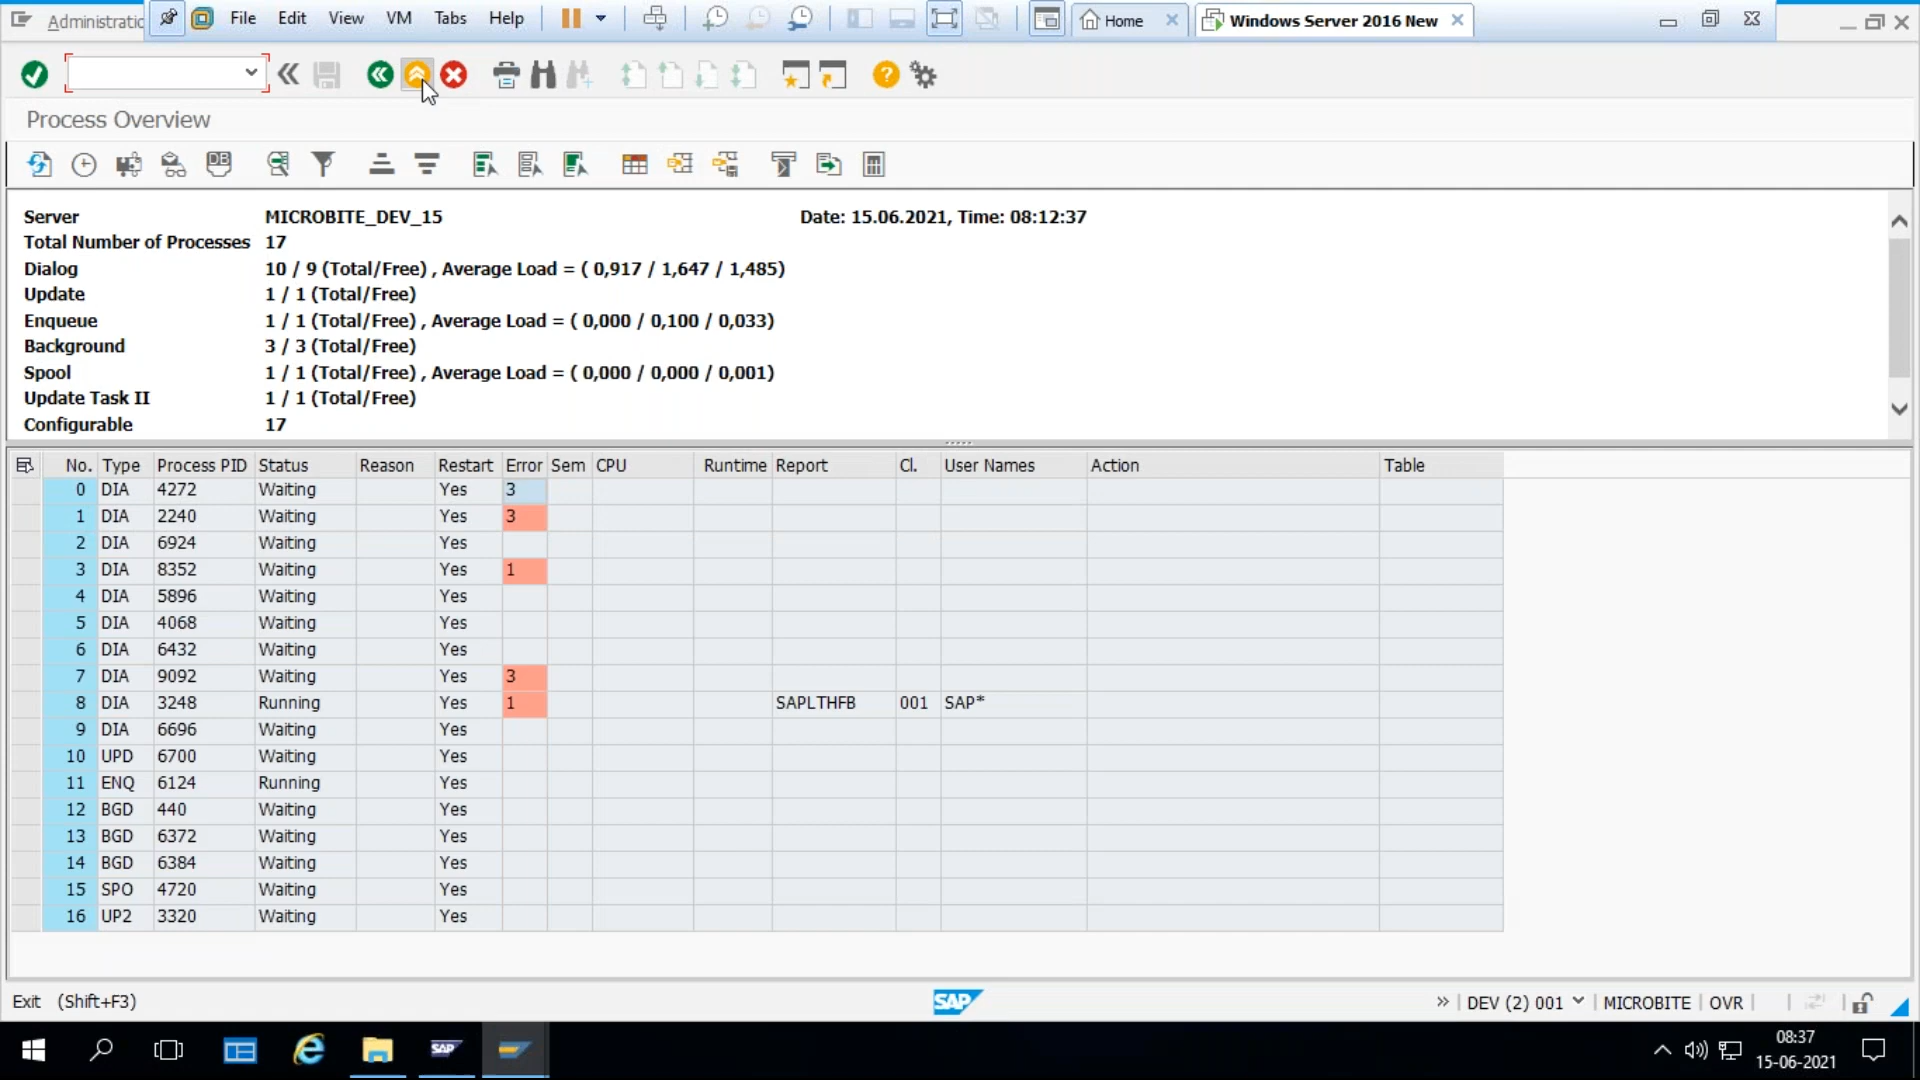 Administratic File Edit View VM Tabs Help Home Windows Server 2016 New
Process Overview
DB
Server MICROBITE_DEV_15 Date: 15.06.2021, Time: 08:12:37
Total Number of Processes 17
Dialog 10 / 9 (Total/Free) , Average Load = ( 0,917 / 1,647 / 1,485)
Update 1 / 1 (Total/Free)
Enqueue 1 / 1 (Total/Free) , Average Load = ( 0,000 / 0,100 / 0,033)
Background 3 / 3 (Total/Free)
Spool 1 / 1 (Total/Free) , Average Load = ( 0,000 / 0,000 / 0,001)
Update Task II 1 / 1 (Total/Free)
Configurable 17
No. Type Process PID Status Reason Restart Error Sem CPU Runtime Report Cl. User Names Action Table
0 DIA 4272 Waiting Yes 3
1 DIA 2240 Waiting Yes 3
2 DIA 6924 Waiting Yes
3 DIA 8352 Waiting Yes 1
4 DIA 5896 Waiting Yes
5 DIA 4068 Waiting Yes
6 DIA 6432 Waiting Yes
7 DIA 9092 Waiting Yes 3
8 DIA 3248 Running Yes 1 SAPLTHFB 001 SAP*
9 DIA 6696 Waiting Yes
10 UPD 6700 Waiting Yes
11 ENQ 6124 Running Yes
12 BGD 440 Waiting Yes
13 BGD 6372 Waiting Yes
14 BGD 6384 Waiting Yes
15 SPO 4720 Waiting Yes
16 UP2 3320 Waiting Yes
Exit (Shift+F3) SAP DEV (2) 001 MICROBITE OVR
SAP 08:37
15-06-2021